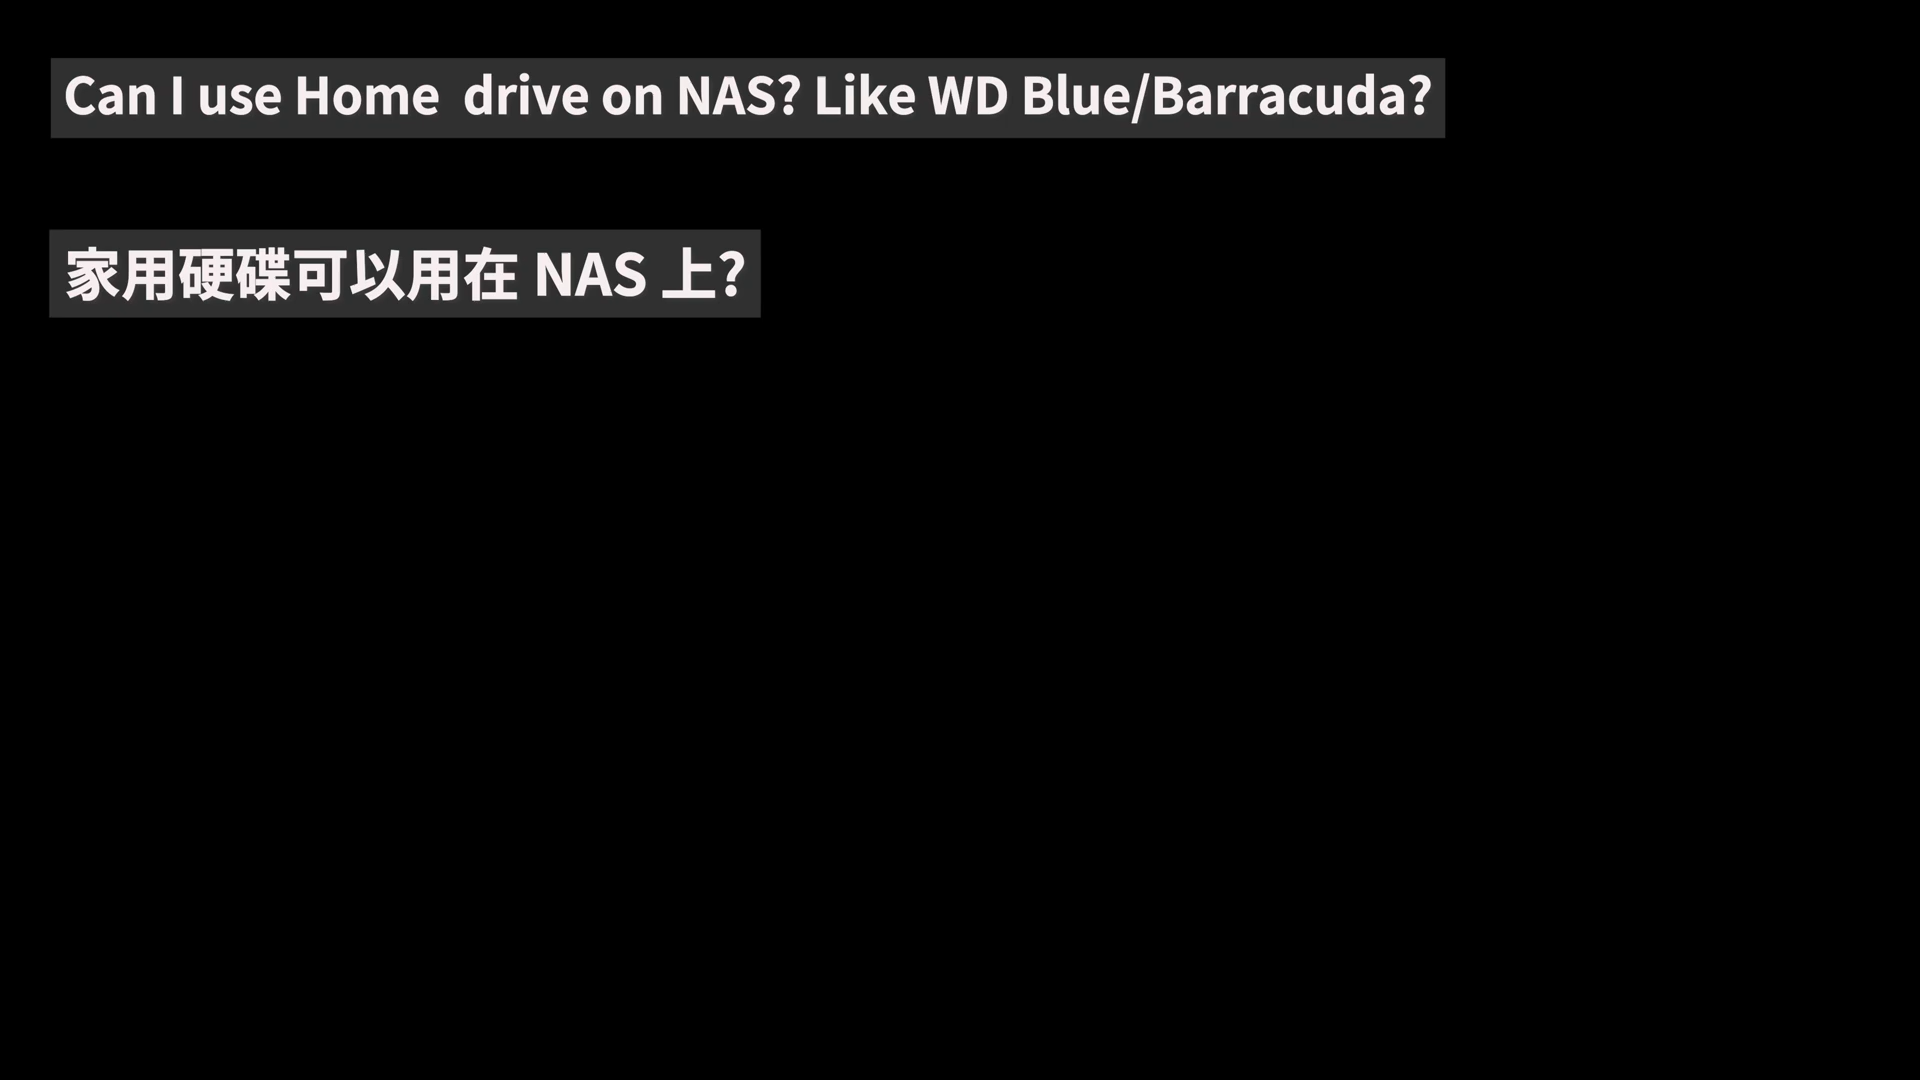 Can I use Home  drive on NAS? Like WD Blue/Barracuda?
家用硬碟可以用在 NAS 上?